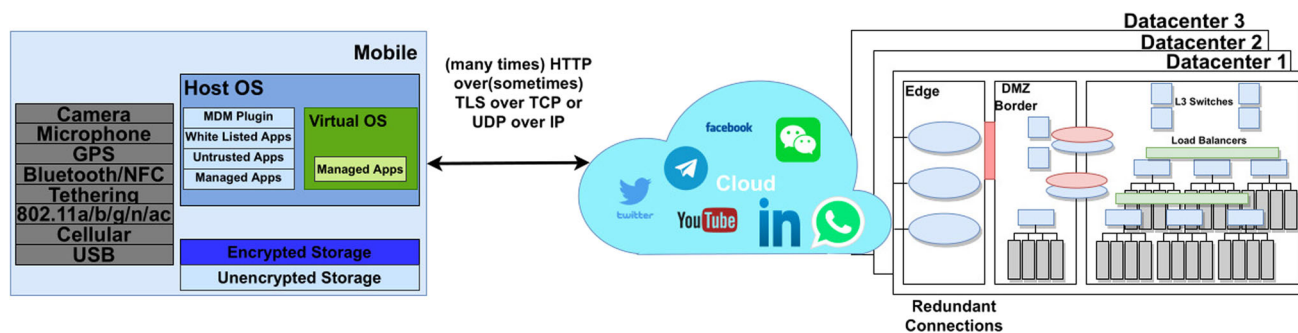 Mobile
Host OS
MDM Plugin
White Listed Apps
Untrusted Apps
Managed Apps
Virtual OS
Managed Apps
Camera
Microphone
GPS
Bluetooth/NFC
Tethering
802.11a/b/g/n/ac
Cellular
USB
Encrypted Storage
Unencrypted Storage
(many times) HTTP
over(sometimes)
TLS over TCP or
UDP over IP
facebook
Cloud
twitter
YouTube
in
Datacenter 3
Datacenter 2
Datacenter 1
Edge
DMZ
Border
L3 Switches
Load Balancers
Redundant
Connections